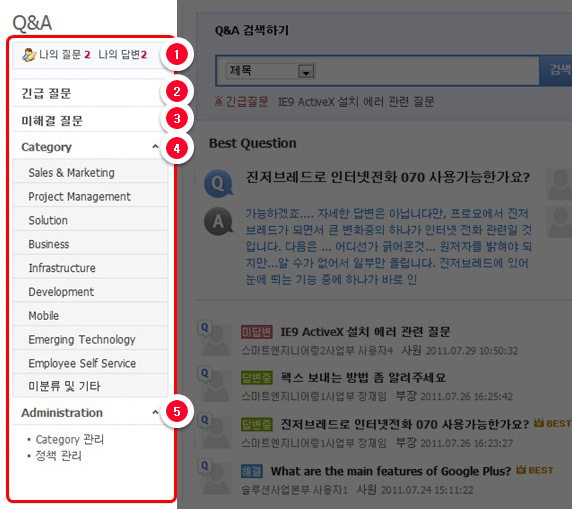 Q&A
나의 질문 2 나의 답변2
1
긴급 질문
2
미해결 질문
3
Category
4
Sales & Marketing
Project Management
Solution
Business
Infrastructure
Development
Mobile
Emerging Technology
Employee Self Service
미분류 및 기타
Administration
5
• Category 관리
• 정책 관리
Q&A 검색하기
제목
검색
긴급질문 IE9 ActiveX 설치 에러 관련 질문
Best Question
Q
진저브레드로 인터넷전화 070 사용가능한가요?
A
가능하겠죠.... 자세한 답변은 아닙니다만, 프로요에서 진저
브레드가 되면서 큰 변화중의 하나가 인터넷 전화 관련일 것
입니다. 다음은 ... 어디선가 긁어온것... 원저자를 밝혀야 되
지만...알 수가 없어서 일부만 올립니다. 진저브레드에 있어
눈에 띄는 기능 중에 하나가 바로 인
Q
미답변 IE9 ActiveX 설치 에러 관련 질문
스마트엔지니어링2사업부 사용자4 사원 2011.07.29 10:50:32
Q
답변중 팩스 보내는 방법 좀 알려주세요
스마트엔지니어링1사업부 장재임 부장 2011.07.26 16:25:42
Q
답변중 진저브레드로 인터넷전화 070 사용가능한가요? BEST
스마트엔지니어링1사업부 장재임 부장 2011.07.26 16:23:27
Q
해결 What are the main features of Google Plus? BEST
솔루션사업본부 사용자1 사원 2011.07.24 15:11:22